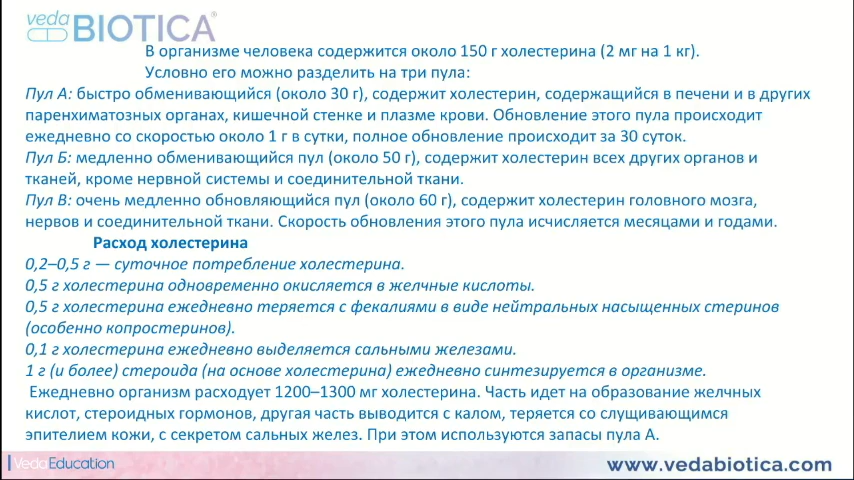 veda
BIOTICA®
В организме человека содержится около 150 г холестерина (2 мг на 1 кг).
Условно его можно разделить на три пула:
Пул А: быстро обменивающийся (около 30 г), содержит холестерин, содержащийся в печени и в других
паренхиматозных органах, кишечной стенке и плазме крови. Обновление этого пула происходит
ежедневно со скоростью около 1 г в сутки, полное обновление происходит за 30 суток.
Пул Б: медленно обменивающийся пул (около 50 г), содержит холестерин всех других органов и
тканей, кроме нервной системы и соединительной ткани.
Пул В: очень медленно обновляющийся пул (около 60 г), содержит холестерин головного мозга,
нервов и соединительной ткани. Скорость обновления этого пула исчисляется месяцами и годами.
Расход холестерина
0,2–0,5 г — суточное потребление холестерина.
0,5 г холестерина одновременно окисляется в желчные кислоты.
0,5 г холестерина ежедневно теряется с фекалиями в виде нейтральных насыщенных стеринов
(особенно копростеринов).
0,1 г холестерина ежедневно выделяется сальными железами.
1 г (и более) стероида (на основе холестерина) ежедневно синтезируется в организме.
Ежедневно организм расходует 1200–1300 мг холестерина. Часть идет на образование желчных
кислот, стероидных гормонов, другая часть выводится с калом, теряется со слущивающимся
эпителием кожи, с секретом сальных желез. При этом используются запасы пула А.
VedaEducation
www.vedabiotica.com